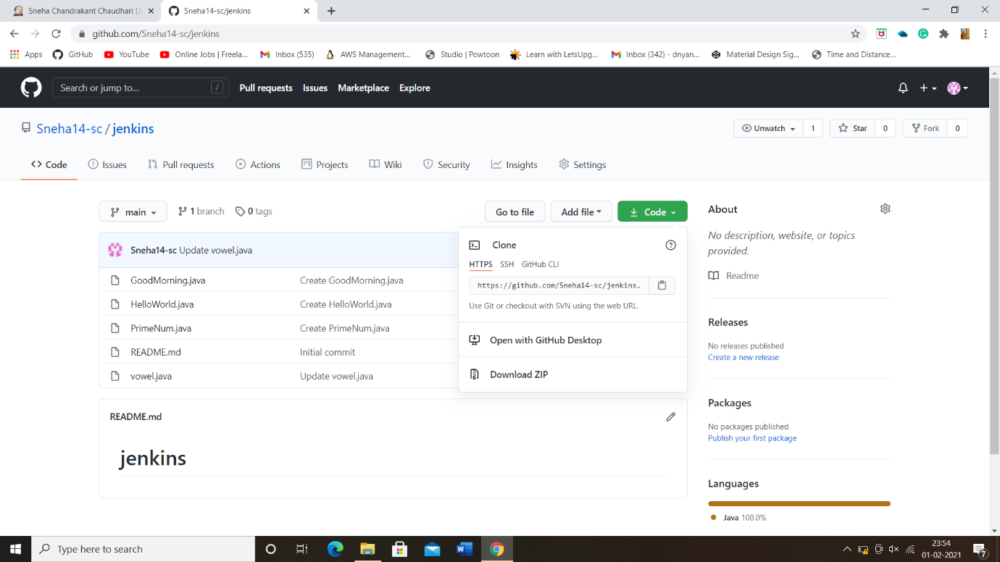 Sneha Chandrakant Chaudhari [Je
Sneha14-sc/jenkins
github.com/Sneha14-sc/jenkins
Apps GitHub YouTube Online Jobs | Freela... Inbox (535) AWS Management... Studio | Powtoon Learn with LetsUpg... Inbox (342) - dnyan... Material Design Sig... Time and Distance...
Search or jump to... / Pull requests Issues Marketplace Explore
Sneha14-sc / jenkins
Unwatch 1 Star 0 Fork 0
Code Issues Pull requests Actions Projects Wiki Security Insights Settings
main 1 branch 0 tags Go to file Add file Code
Sneha14-sc Update vowel.java
GoodMorning.java Create GoodMorning.java
HelloWorld.java Create HelloWorld.java
PrimeNum.java Create PrimeNum.java
README.md Initial commit
vowel.java Update vowel.java
Clone
HTTPS SSH GitHub CLI
https://github.com/Sneha14-sc/jenkins.
Use Git or checkout with SVN using the web URL.
Open with GitHub Desktop
Download ZIP
README.md
jenkins
About
No description, website, or topics
provided.
Readme
Releases
No releases published
Create a new release
Packages
No packages published
Publish your first package
Languages
Java 100.0%
Type here to search
23:54
01-02-2021
7